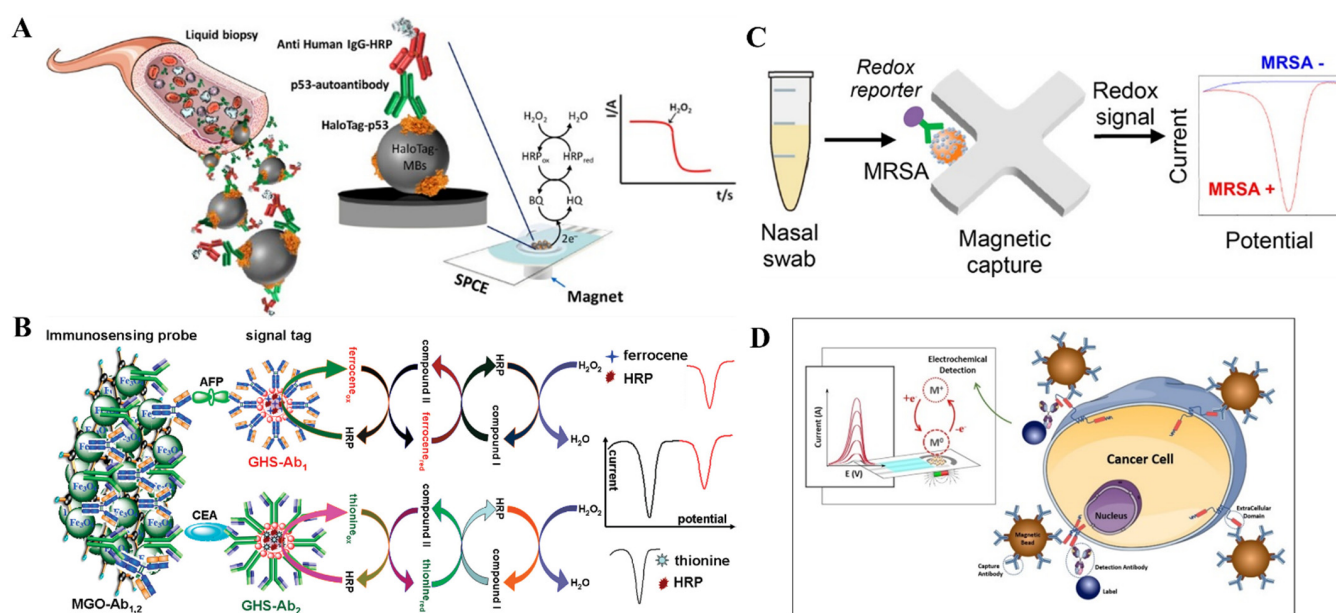 A
Liquid biopsy
Anti Human IgG-HRP
p53-autoantibody
HaloTag-p53
HaloTag-
MBs
H₂O₂
H₂O
HRPox
HRPred
BQ
HQ
2e⁻
SPCE
Magnet
I/A
H₂O₂
t/s
B
Immunosensing probe
signal tag
AFP
Fe₃O
GHS-Ab₁
ferroceneox
HRP
compound II
ferrocenered
HRP
compound I
H₂O₂
H₂O
ferrocene
HRP
CEA
MGO-Ab₁,₂
GHS-Ab₂
thionineox
HRP
compound II
thioninered
HRP
compound I
H₂O₂
H₂O
current
potential
thionine
HRP
C
Redox
reporter
MRSA
Nasal
swab
Magnetic
capture
Redox
signal
Current
MRSA -
MRSA +
Potential
D
Electrochemical
Detection
Current (A)
E (V)
+e⁻
M⁺
M⁰
-e⁻
Cancer Cell
Nucleus
ExtraCellular
Domain
Magnetic
Bead
Capture
Antibody
Detection Antibody
Label